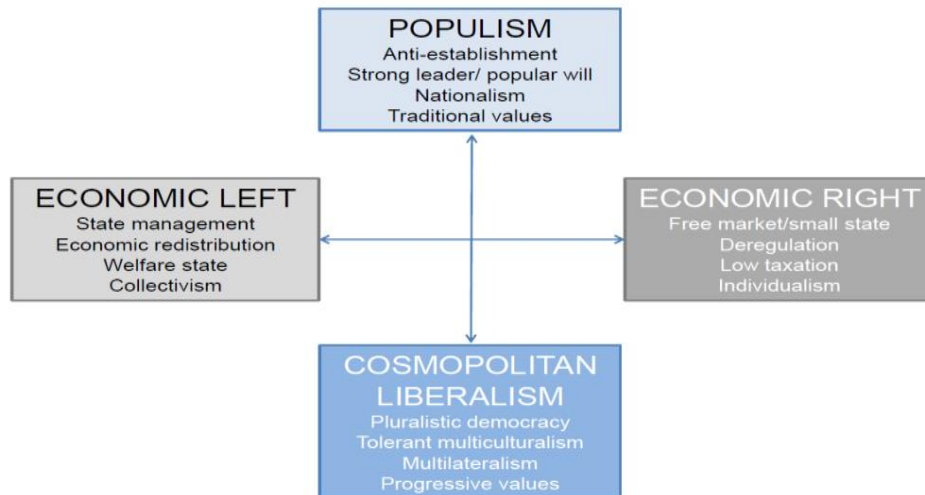 POPULISM
Anti-establishment
Strong leader/ popular will
Nationalism
Traditional values
ECONOMIC LEFT
State management
Economic redistribution
Welfare state
Collectivism
ECONOMIC RIGHT
Free market/small state
Deregulation
Low taxation
Individualism
COSMOPOLITAN
LIBERALISM
Pluralistic democracy
Tolerant multiculturalism
Multilateralism
Progressive values